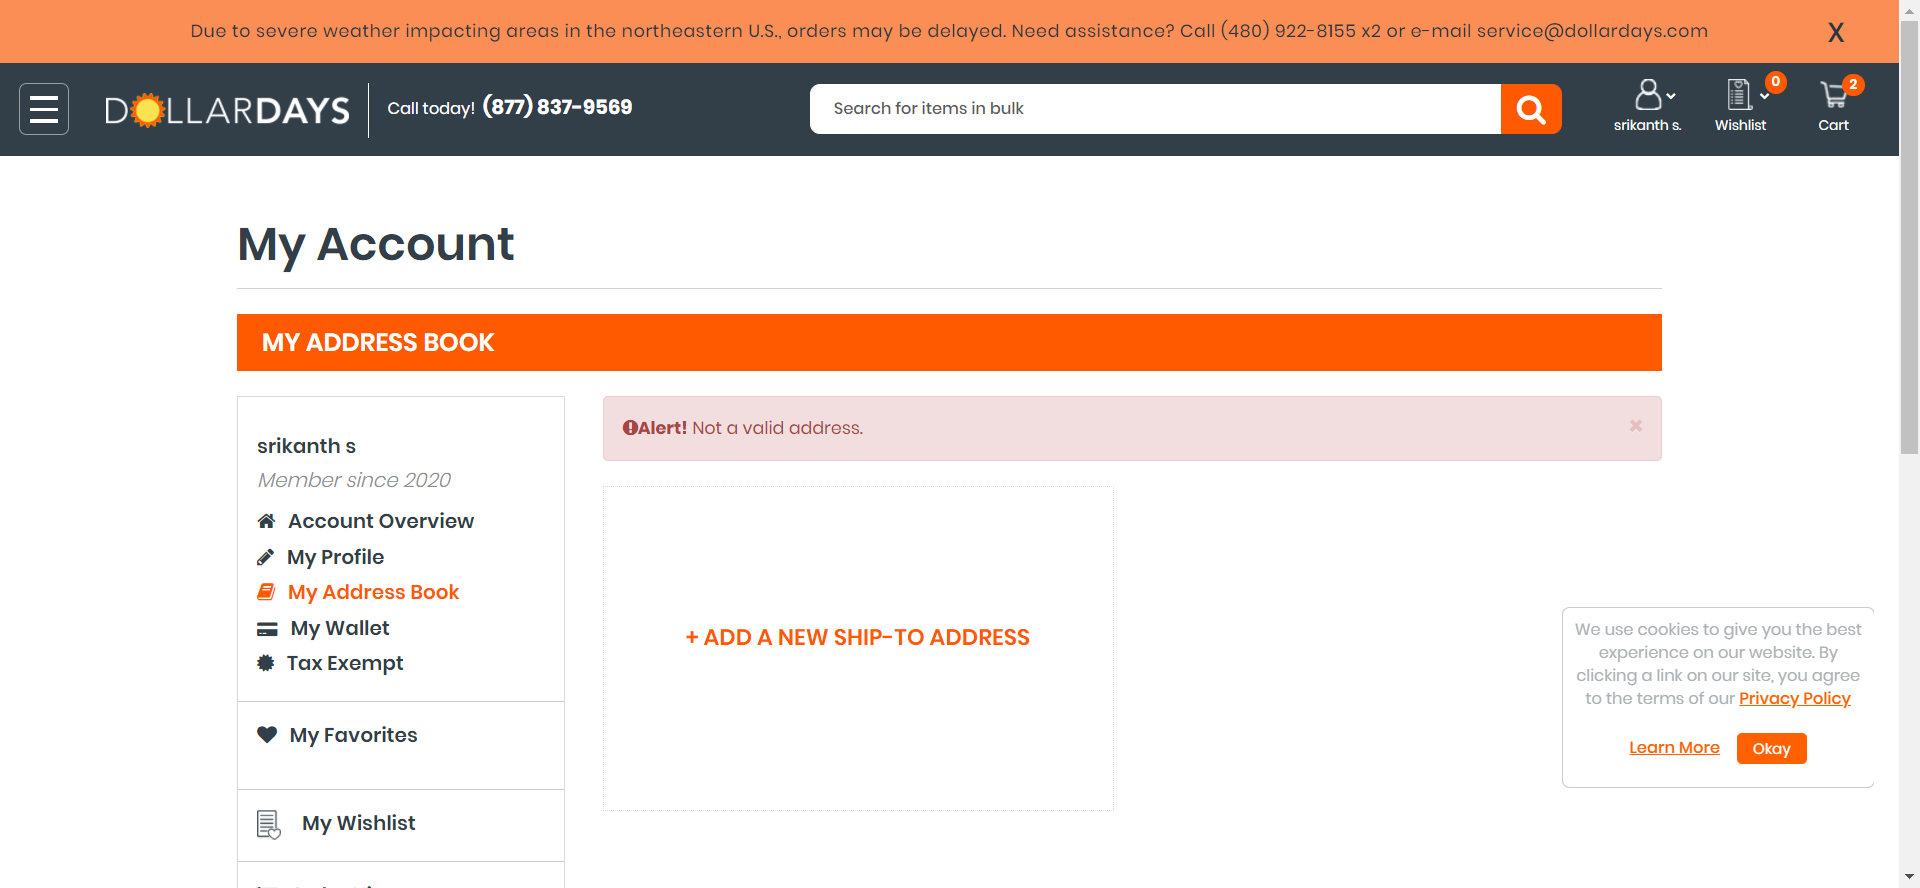 Due to severe weather impacting areas in the northeastern U.S., orders may be delayed. Need assistance? Call (480) 922-8155 x2 or e-mail service@dollardays.com
X
DOLLARDAYS
Call today! (877) 837-9569
Search for items in bulk
srikanth s.
0
Wishlist
2
Cart
My Account
MY ADDRESS BOOK
srikanth s
Member since 2020
Account Overview
My Profile
My Address Book
My Wallet
Tax Exempt
My Favorites
My Wishlist
Alert! Not a valid address.
+ ADD A NEW SHIP-TO ADDRESS
We use cookies to give you the best
experience on our website. By
clicking a link on our site, you agree
to the terms of our Privacy Policy
Learn More
Okay